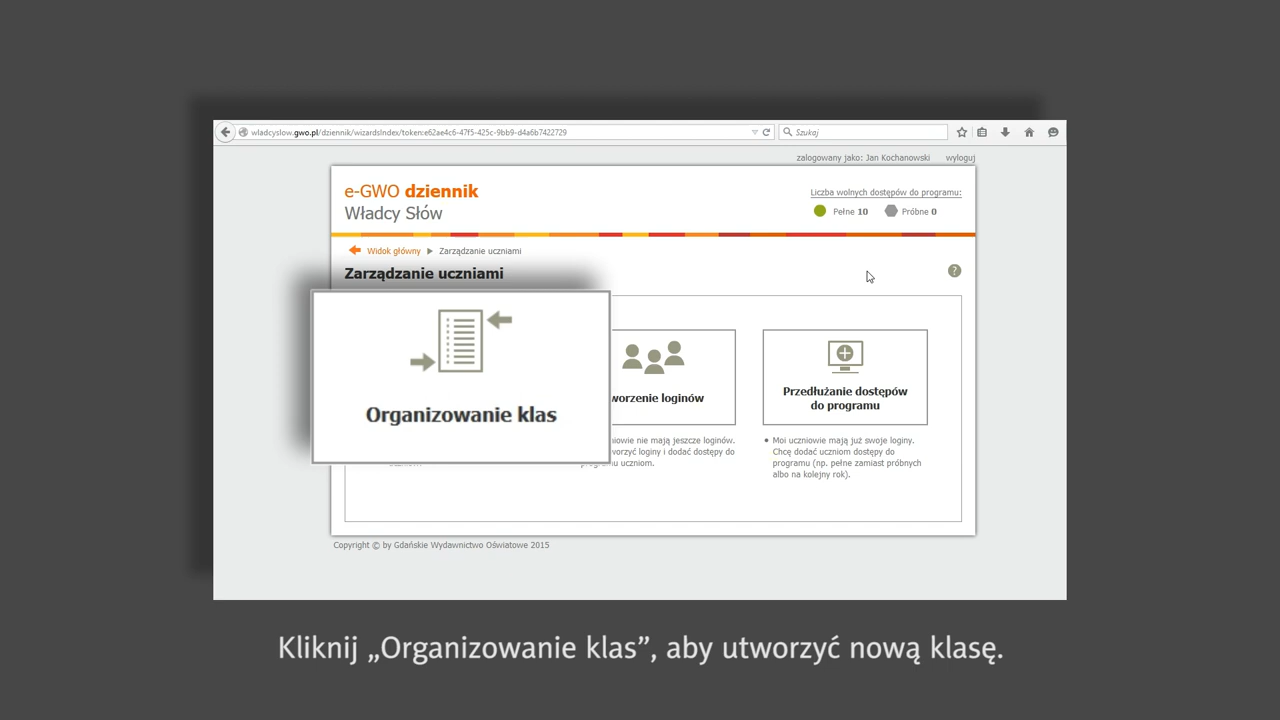 władcyslow.gwo.pl/dziennik/wizardsIndex/token:e62ae4c6-47f5-425c-9bb9-d4a6b7422729
Szukaj
zalogowany jako: Jan Kochanowski wyloguj
e-GWO dziennik
Władcy Słów
Liczba wolnych dostępów do programu:
Pełne 10 Próbne 0
Widok główny Zarządzanie uczniami
Zarządzanie uczniami
?
Organizowanie klas
worzenie loginów
Przedłużanie dostępów
do programu
owie nie mają jeszcze loginów.
worzyć loginy i dodać dostępy do
programu uczniom.
• Moi uczniowie mają już swoje loginy.
Chcę dodać uczniom dostępy do
programu (np. pełne zamiast próbnych
albo na kolejny rok).
Copyright © by Gdańskie Wydawnictwo Oświatowe 2015
Kliknij „Organizowanie klas”, aby utworzyć nową klasę.